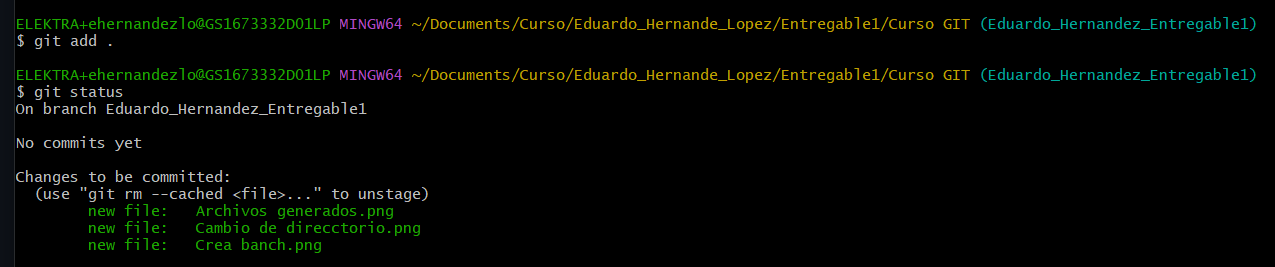 ELEKTRA+ehernandezlo@GS1673332D01LP MINGW64 ~/Documents/Curso/Eduardo_Hernande_Lopez/Entregable1/Curso GIT (Eduardo_Hernandez_Entregable1)
$ git add .
ELEKTRA+ehernandezlo@GS1673332D01LP MINGW64 ~/Documents/Curso/Eduardo_Hernande_Lopez/Entregable1/Curso GIT (Eduardo_Hernandez_Entregable1)
$ git status
On branch Eduardo_Hernandez_Entregable1
No commits yet
Changes to be committed:
(use "git rm --cached <file>..." to unstage)
new file: Archivos generados.png
new file: Cambio de direcctorio.png
new file: Crea banch.png